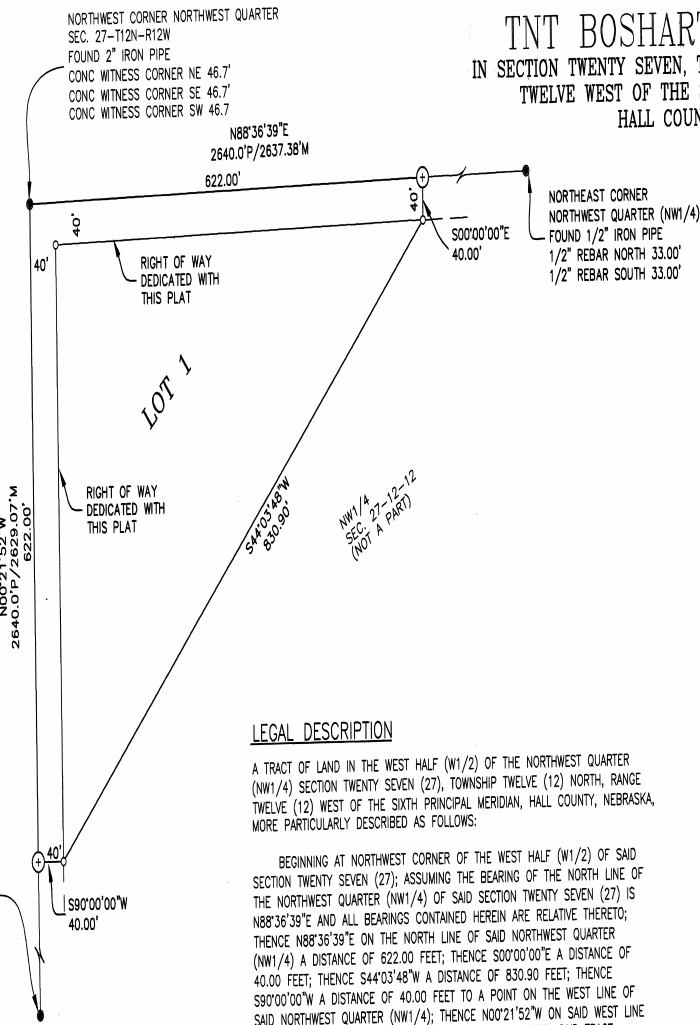 NORTHWEST CORNER NORTHWEST QUARTER
SEC. 27-T12N-R12W
FOUND 2" IRON PIPE
CONC WITNESS CORNER NE 46.7'
CONC WITNESS CORNER SE 46.7'
CONC WITNESS CORNER SW 46.7
TNT BOSHART
IN SECTION TWENTY SEVEN,
TWELVE WEST OF THE
HALL COUN
N88°36'39"E
2640.0'P/2637.38'M
622.00'
40'
40'
40'
S00°00'00"E
40.00'
NORTHEAST CORNER
NORTHWEST QUARTER (NW1/4)
FOUND 1/2" IRON PIPE
1/2" REBAR NORTH 33.00'
1/2" REBAR SOUTH 33.00'
RIGHT OF WAY
DEDICATED WITH
THIS PLAT
LOT 1
RIGHT OF WAY
DEDICATED WITH
THIS PLAT
N00°21'52"W
2640.0'P/2629.07'M
622.00'
S44°03'48"W
830.90'
NW1/4
SEC. 27-12-12
(NOT A PART)
40'
S90°00'00"W
40.00'
LEGAL DESCRIPTION
A TRACT OF LAND IN THE WEST HALF (W1/2) OF THE NORTHWEST QUARTER
(NW1/4) SECTION TWENTY SEVEN (27), TOWNSHIP TWELVE (12) NORTH, RANGE
TWELVE (12) WEST OF THE SIXTH PRINCIPAL MERIDIAN, HALL COUNTY, NEBRASKA,
MORE PARTICULARLY DESCRIBED AS FOLLOWS:
BEGINNING AT NORTHWEST CORNER OF THE WEST HALF (W1/2) OF SAID
SECTION TWENTY SEVEN (27); ASSUMING THE BEARING OF THE NORTH LINE OF
THE NORTHWEST QUARTER (NW1/4) OF SAID SECTION TWENTY SEVEN (27) IS
N88°36'39"E AND ALL BEARINGS CONTAINED HEREIN ARE RELATIVE THERETO;
THENCE N88°36'39"E ON THE NORTH LINE OF SAID NORTHWEST QUARTER
(NW1/4) A DISTANCE OF 622.00 FEET; THENCE S00°00'00"E A DISTANCE OF
40.00 FEET; THENCE S44°03'48"W A DISTANCE OF 830.90 FEET; THENCE
S90°00'00"W A DISTANCE OF 40.00 FEET TO A POINT ON THE WEST LINE OF
SAID NORTHWEST QUARTER (NW1/4); THENCE N00°21'52"W ON SAID WEST LINE